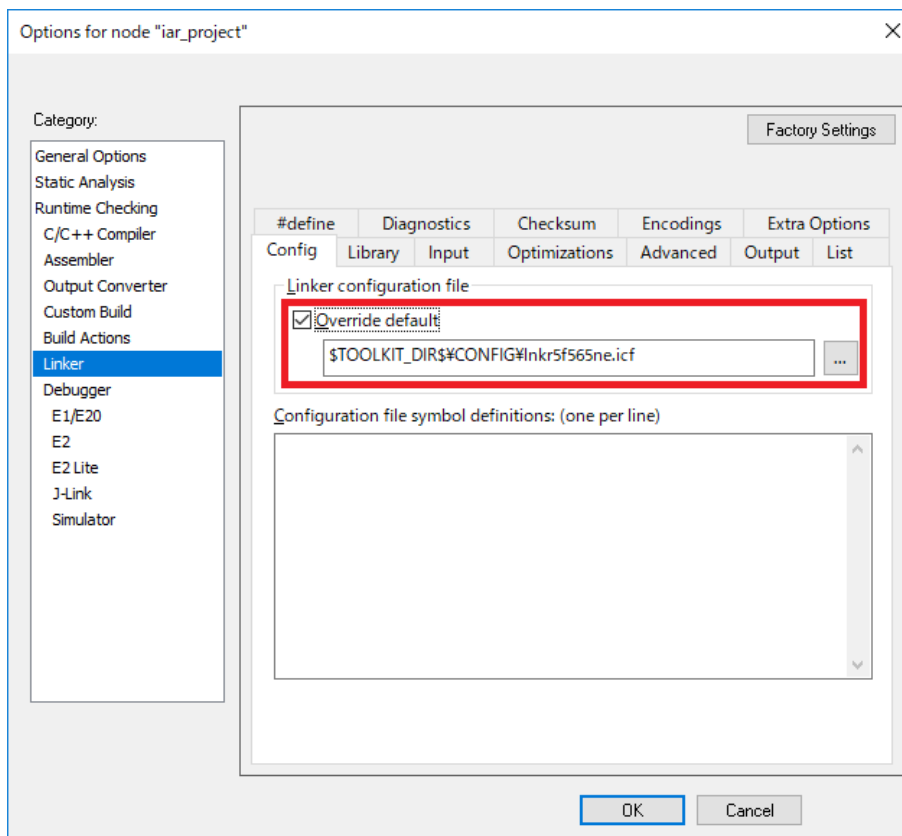 Options for node "iar_project"
Category:
Factory Settings
General Options
Static Analysis
Runtime Checking
C/C++ Compiler
Assembler
Output Converter
Custom Build
Build Actions
Linker
Debugger
E1/E20
E2
E2 Lite
J-Link
Simulator
#define Diagnostics Checksum Encodings Extra Options
Config Library Input Optimizations Advanced Output List
Linker configuration file
Override default
$TOOLKIT_DIR$¥CONFIG¥lnkr5f565ne.icf
...
Configuration file symbol definitions: (one per line)
OK Cancel